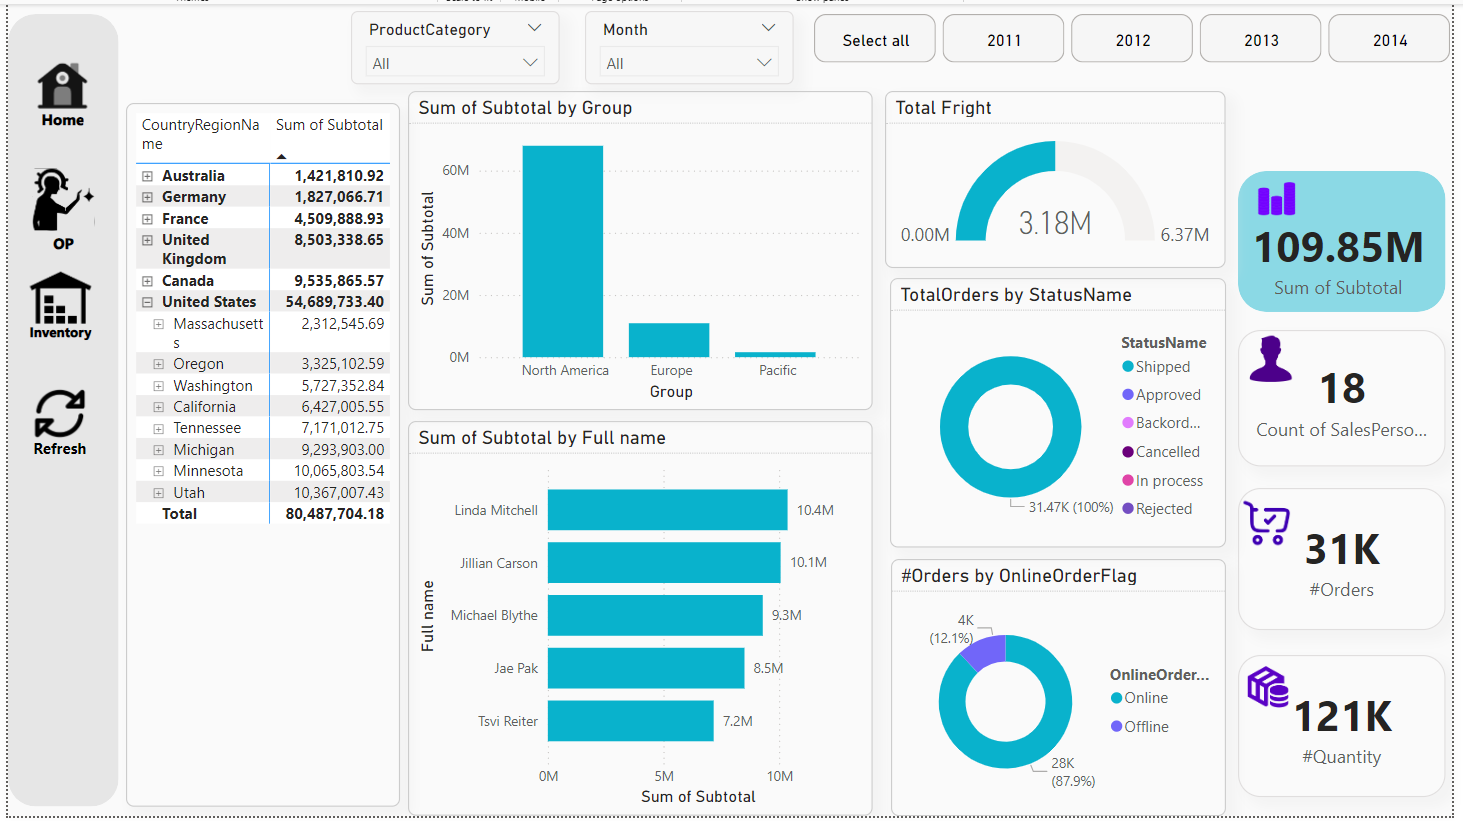 ProductCategory
All
Month
All
Select all
2011
2012
2013
2014
Home
OP
Inventory
Refresh
CountryRegionNa
me
Sum of Subtotal
Australia 1,421,810.92
Germany 1,827,066.71
France 4,509,888.93
United
Kingdom 8,503,338.65
Canada 9,535,865.57
United States 54,689,733.40
Massachusett
s 2,312,545.69
Oregon 3,325,102.59
Washington 5,727,352.84
California 6,427,005.55
Tennessee 7,171,012.75
Michigan 9,293,903.00
Minnesota 10,065,803.54
Utah 10,367,007.43
Total 80,487,704.18
Sum of Subtotal by Group
Sum of Subtotal
60M
40M
20M
0M
North America
Europe
Pacific
Group
Sum of Subtotal by Full name
Full name
Linda Mitchell 10.4M
Jillian Carson 10.1M
Michael Blythe 9.3M
Jae Pak 8.5M
Tsvi Reiter 7.2M
0M
5M
10M
Sum of Subtotal
Total Fright
0.00M
3.18M
6.37M
TotalOrders by StatusName
StatusName
Shipped
Approved
Backord...
Cancelled
In process
Rejected
31.47K (100%)
#Orders by OnlineOrderFlag
4K
(12.1%)
OnlineOrder...
Online
Offline
28K
(87.9%)
109.85M
Sum of Subtotal
18
Count of SalesPerso...
31K
#Orders
121K
#Quantity